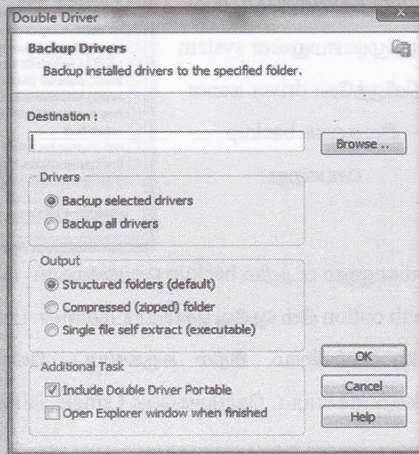 Double Driver
Backup Drivers
Backup installed drivers to the specified folder.
Destination :
Browse ..
Drivers
Backup selected drivers
Backup all drivers
Output
Structured folders (default)
Compressed (zipped) folder
Single file self extract (executable)
Additional Task
Include Double Driver Portable
Open Explorer window when finished
OK
Cancel
Help